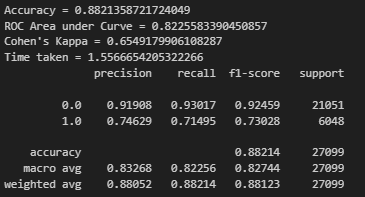 Accuracy = 0.8821358721724049
ROC Area under Curve = 0.8225583390450857
Cohen's Kappa = 0.6549179906108287
Time taken = 1.5566654205322266
precision recall f1-score support
0.0 0.91908 0.93017 0.92459 21051
1.0 0.74629 0.71495 0.73028 6048
accuracy 0.88214 27099
macro avg 0.83268 0.82256 0.82744 27099
weighted avg 0.88052 0.88214 0.88123 27099